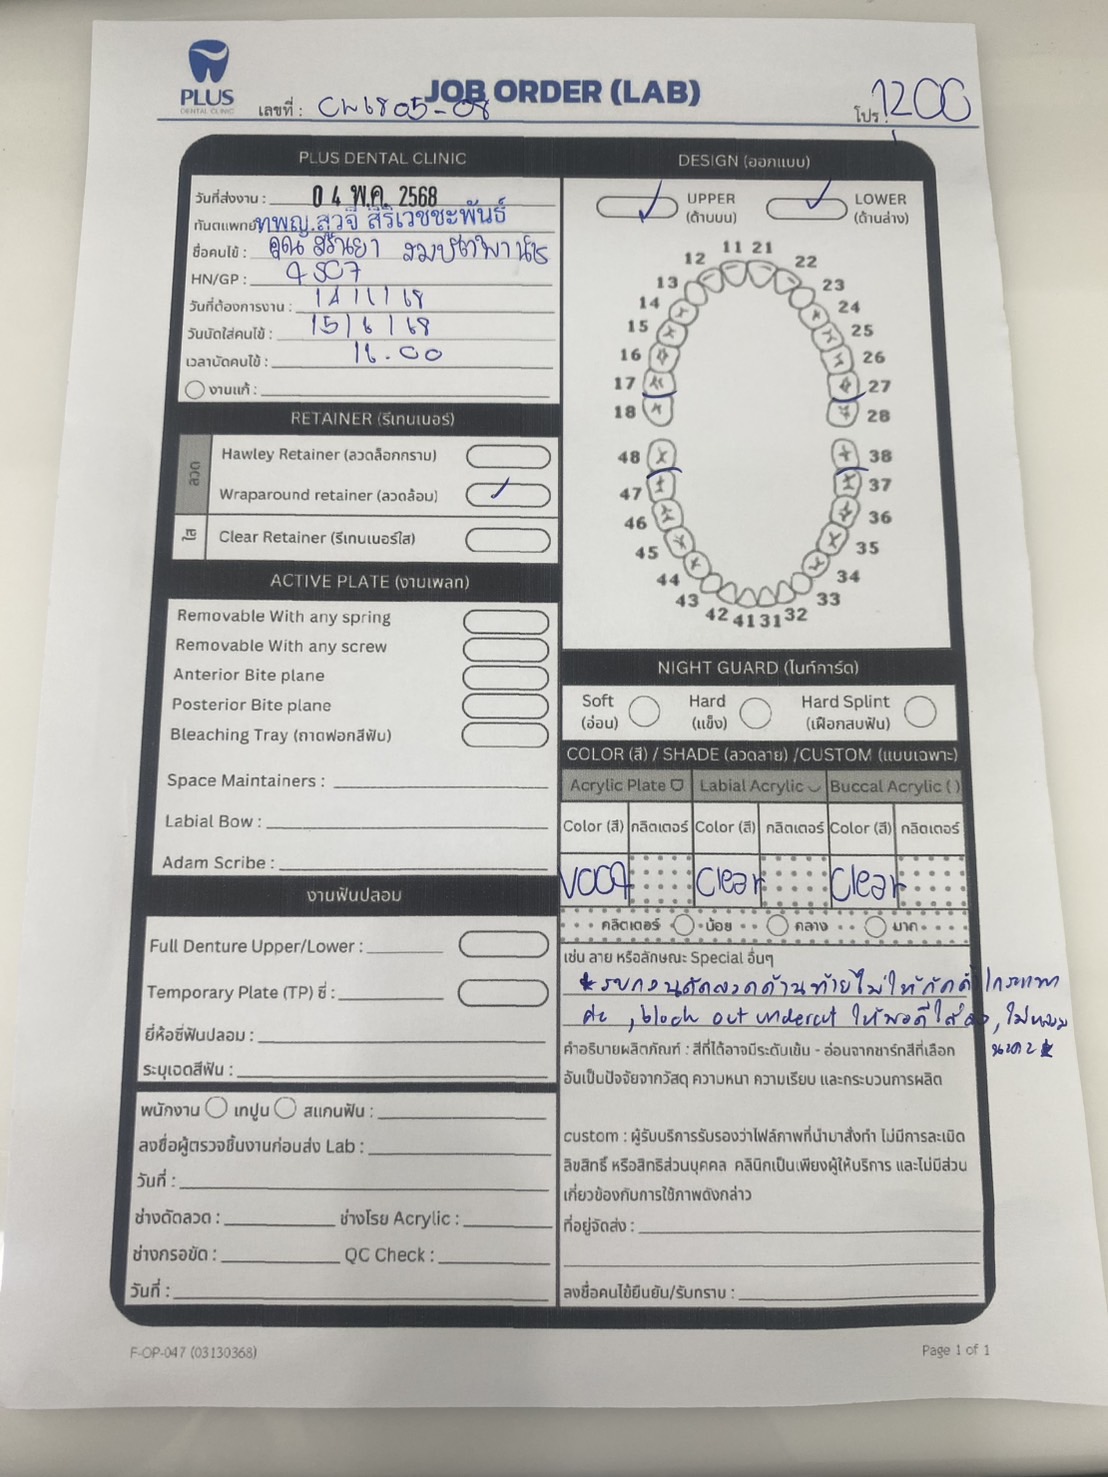 PLUS
DENTAL CLINIC
JOB ORDER (LAB)
เลขที่ : CW6805-08
โปร : 1200
PLUS DENTAL CLINIC
วันที่ส่งงาน : 04 พ.ค. 2568
ทันตแพทย์ ทพญ.สุวจี สิริเวชชะพันธ์
ชื่อคนไข้ : คุณ
HN/GP :
วันที่ต้องการงาน :
วันนัดใส่คนไข้ : 15/6/68
เวลานัดคนไข้ :
งานแก้ :
DESIGN (ออกแบบ)
UPPER
(ด้านบน)
LOWER
(ด้านล่าง)
11 21
12 22
13 23
14 24
15 25
16 26
17 27
18 28
48 38
47 37
46 36
45 35
44 34
43 33
42 41 31 32
RETAINER (รีเทนเนอร์)
ลวด
Hawley Retainer (ลวดล็อกกราม)
Wraparound retainer (ลวดล้อม)
ใส
Clear Retainer (รีเทนเนอร์ใส)
ACTIVE PLATE (งานเพลท)
Removable With any spring
Removable With any screw
Anterior Bite plane
Posterior Bite plane
Bleaching Tray (ถาดฟอกสีฟัน)
Space Maintainers :
Labial Bow :
Adam Scribe :
งานฟันปลอม
Full Denture Upper/Lower :
Temporary Plate (TP) ซี่ :
ยี่ห้อซี่ฟันปลอม :
ระบุเฉดสีฟัน :
พนักงาน เทปูน สแกนฟัน :
ลงชื่อผู้ตรวจชิ้นงานก่อนส่ง Lab :
วันที่ :
ช่างดัดลวด : ช่างโรย Acrylic :
ช่างกรอขัด : QC Check :
วันที่ :
NIGHT GUARD (ไนท์การ์ด)
Soft
(อ่อน)
Hard
(แข็ง)
Hard Splint
(เฝือกสบฟัน)
COLOR (สี) / SHADE (ลวดลาย) /CUSTOM (แบบเฉพาะ)
Acrylic Plate Labial Acrylic Buccal Acrylic ( )
Color (สี) กลิตเตอร์ Color (สี) กลิตเตอร์ Color (สี) กลิตเตอร์
Clear Clear
กลิตเตอร์ น้อย กลาง มาก
เช่น ลาย หรือลักษณะ Special อื่นๆ
*รบกวนดัดลวดด้านท้ายไม่ให้กัดค้ำ/กระแทก
ค่ะ, block out undercut ให้พอดี
คำอธิบายผลิตภัณฑ์ : สีที่ได้อาจมีระดับเข้ม - อ่อนจากชาร์ทสีที่เลือก
อันเป็นปัจจัยจากวัสดุ ความหนา ความเรียบ และกระบวนการผลิต
custom : ผู้รับบริการรับรองว่าไฟล์ภาพที่นำมาสั่งทำ ไม่มีการละเมิด
ลิขสิทธิ์ หรือสิทธิส่วนบุคคล คลินิกเป็นเพียงผู้ให้บริการ และไม่มีส่วน
เกี่ยวข้องกับการใช้ภาพดังกล่าว
ที่อยู่จัดส่ง :
ลงชื่อคนไข้ยืนยัน/รับทราบ :
F-OP-047 (03130368)
Page 1 of 1